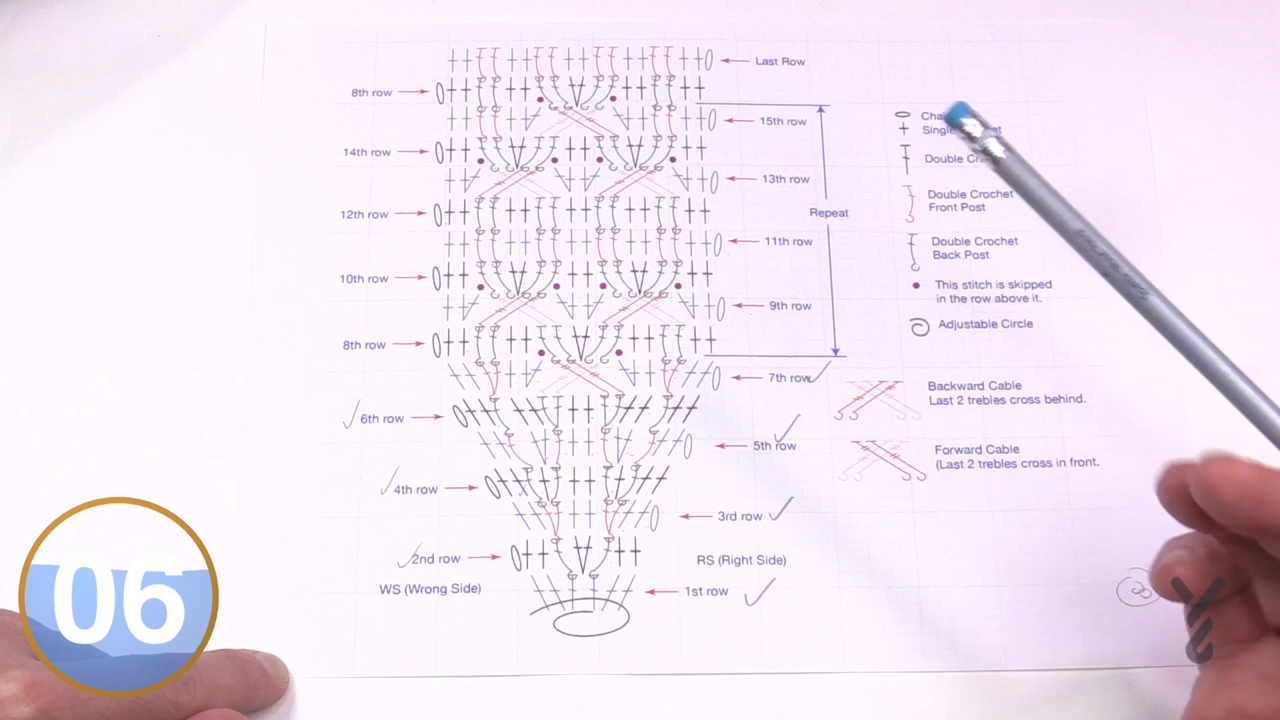 Last Row
8th row
15th row
14th row
13th row
12th row
Repeat
11th row
10th row
9th row
8th row
7th row
6th row
5th row
4th row
3rd row
2nd row
RS (Right Side)
WS (Wrong Side)
1st row
Double
Double Crochet
Front Post
Double Crochet
Back Post
This stitch is skipped
in the row above it.
Adjustable Circle
Backward Cable
Last 2 trebles cross behind.
Forward Cable
(Last 2 trebles cross in front.
06